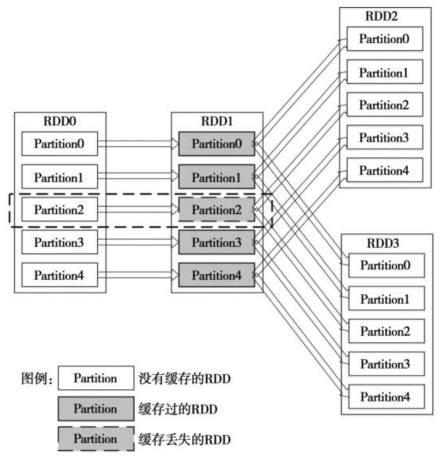 RDD0
Partition0
Partition1
Partition2
Partition3
Partition4
RDD1
Partition0
Partition1
Partition2
Partition3
Partition4
RDD2
Partition0
Partition1
Partition2
Partition3
Partition4
RDD3
Partition0
Partition1
Partition2
Partition3
Partition4
图例： Partition 没有缓存的RDD
Partition 缓存过的RDD
Partition 缓存丢失的RDD